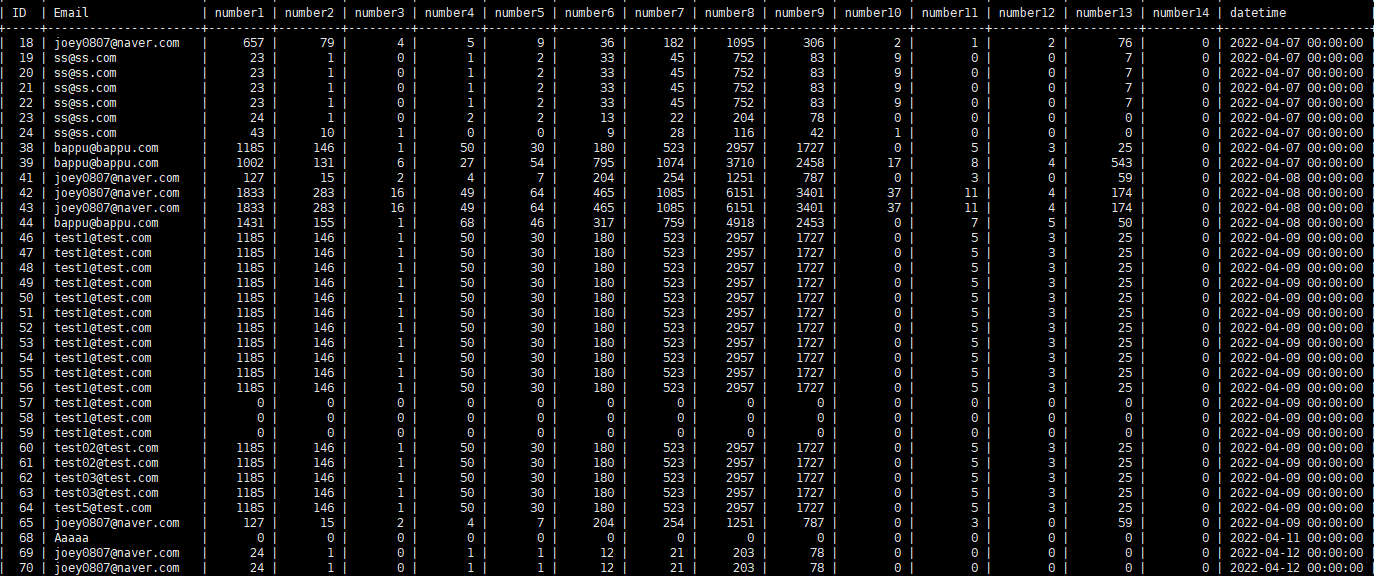 | ID | Email | number1 | number2 | number3 | number4 | number5 | number6 | number7 | number8 | number9 | number10 | number11 | number12 | number13 | number14 | datetime |
| 18 | joey0807@naver.com | 657 | 79 | 4 | 5 | 9 | 36 | 182 | 1095 | 306 | 2 | 1 | 2 | 76 | 0 | 2022-04-07 00:00:00 |
| 19 | ss@ss.com | 23 | 1 | 0 | 1 | 2 | 33 | 45 | 752 | 83 | 9 | 0 | 0 | 7 | 0 | 2022-04-07 00:00:00 |
| 20 | ss@ss.com | 23 | 1 | 0 | 1 | 2 | 33 | 45 | 752 | 83 | 9 | 0 | 0 | 7 | 0 | 2022-04-07 00:00:00 |
| 21 | ss@ss.com | 23 | 1 | 0 | 1 | 2 | 33 | 45 | 752 | 83 | 9 | 0 | 0 | 7 | 0 | 2022-04-07 00:00:00 |
| 22 | ss@ss.com | 23 | 1 | 0 | 1 | 2 | 33 | 45 | 752 | 83 | 9 | 0 | 0 | 7 | 0 | 2022-04-07 00:00:00 |
| 23 | ss@ss.com | 24 | 1 | 0 | 2 | 2 | 13 | 22 | 204 | 78 | 0 | 0 | 0 | 0 | 0 | 2022-04-07 00:00:00 |
| 24 | ss@ss.com | 43 | 10 | 1 | 0 | 0 | 9 | 28 | 116 | 42 | 1 | 0 | 0 | 0 | 0 | 2022-04-07 00:00:00 |
| 38 | bappu@bappu.com | 1185 | 146 | 1 | 50 | 30 | 180 | 523 | 2957 | 1727 | 0 | 5 | 3 | 25 | 0 | 2022-04-07 00:00:00 |
| 39 | bappu@bappu.com | 1002 | 131 | 6 | 27 | 54 | 795 | 1074 | 3710 | 2458 | 17 | 8 | 4 | 543 | 0 | 2022-04-07 00:00:00 |
| 41 | joey0807@naver.com | 127 | 15 | 2 | 4 | 7 | 204 | 254 | 1251 | 787 | 0 | 3 | 0 | 59 | 0 | 2022-04-08 00:00:00 |
| 42 | joey0807@naver.com | 1833 | 283 | 16 | 49 | 64 | 465 | 1085 | 6151 | 3401 | 37 | 11 | 4 | 174 | 0 | 2022-04-08 00:00:00 |
| 43 | joey0807@naver.com | 1833 | 283 | 16 | 49 | 64 | 465 | 1085 | 6151 | 3401 | 37 | 11 | 4 | 174 | 0 | 2022-04-08 00:00:00 |
| 44 | bappu@bappu.com | 1431 | 155 | 1 | 68 | 46 | 317 | 759 | 4918 | 2453 | 0 | 7 | 5 | 50 | 0 | 2022-04-08 00:00:00 |
| 46 | test1@test.com | 1185 | 146 | 1 | 50 | 30 | 180 | 523 | 2957 | 1727 | 0 | 5 | 3 | 25 | 0 | 2022-04-09 00:00:00 |
| 47 | test1@test.com | 1185 | 146 | 1 | 50 | 30 | 180 | 523 | 2957 | 1727 | 0 | 5 | 3 | 25 | 0 | 2022-04-09 00:00:00 |
| 48 | test1@test.com | 1185 | 146 | 1 | 50 | 30 | 180 | 523 | 2957 | 1727 | 0 | 5 | 3 | 25 | 0 | 2022-04-09 00:00:00 |
| 49 | test1@test.com | 1185 | 146 | 1 | 50 | 30 | 180 | 523 | 2957 | 1727 | 0 | 5 | 3 | 25 | 0 | 2022-04-09 00:00:00 |
| 50 | test1@test.com | 1185 | 146 | 1 | 50 | 30 | 180 | 523 | 2957 | 1727 | 0 | 5 | 3 | 25 | 0 | 2022-04-09 00:00:00 |
| 51 | test1@test.com | 1185 | 146 | 1 | 50 | 30 | 180 | 523 | 2957 | 1727 | 0 | 5 | 3 | 25 | 0 | 2022-04-09 00:00:00 |
| 52 | test1@test.com | 1185 | 146 | 1 | 50 | 30 | 180 | 523 | 2957 | 1727 | 0 | 5 | 3 | 25 | 0 | 2022-04-09 00:00:00 |
| 53 | test1@test.com | 1185 | 146 | 1 | 50 | 30 | 180 | 523 | 2957 | 1727 | 0 | 5 | 3 | 25 | 0 | 2022-04-09 00:00:00 |
| 54 | test1@test.com | 1185 | 146 | 1 | 50 | 30 | 180 | 523 | 2957 | 1727 | 0 | 5 | 3 | 25 | 0 | 2022-04-09 00:00:00 |
| 55 | test1@test.com | 1185 | 146 | 1 | 50 | 30 | 180 | 523 | 2957 | 1727 | 0 | 5 | 3 | 25 | 0 | 2022-04-09 00:00:00 |
| 56 | test1@test.com | 1185 | 146 | 1 | 50 | 30 | 180 | 523 | 2957 | 1727 | 0 | 5 | 3 | 25 | 0 | 2022-04-09 00:00:00 |
| 57 | test1@test.com | 0 | 0 | 0 | 0 | 0 | 0 | 0 | 0 | 0 | 0 | 0 | 0 | 0 | 0 | 2022-04-09 00:00:00 |
| 58 | test1@test.com | 0 | 0 | 0 | 0 | 0 | 0 | 0 | 0 | 0 | 0 | 0 | 0 | 0 | 0 | 2022-04-09 00:00:00 |
| 59 | test1@test.com | 0 | 0 | 0 | 0 | 0 | 0 | 0 | 0 | 0 | 0 | 0 | 0 | 0 | 0 | 2022-04-09 00:00:00 |
| 60 | test02@test.com | 1185 | 146 | 1 | 50 | 30 | 180 | 523 | 2957 | 1727 | 0 | 5 | 3 | 25 | 0 | 2022-04-09 00:00:00 |
| 61 | test02@test.com | 1185 | 146 | 1 | 50 | 30 | 180 | 523 | 2957 | 1727 | 0 | 5 | 3 | 25 | 0 | 2022-04-09 00:00:00 |
| 62 | test03@test.com | 1185 | 146 | 1 | 50 | 30 | 180 | 523 | 2957 | 1727 | 0 | 5 | 3 | 25 | 0 | 2022-04-09 00:00:00 |
| 63 | test03@test.com | 1185 | 146 | 1 | 50 | 30 | 180 | 523 | 2957 | 1727 | 0 | 5 | 3 | 25 | 0 | 2022-04-09 00:00:00 |
| 64 | test5@test.com | 1185 | 146 | 1 | 50 | 30 | 180 | 523 | 2957 | 1727 | 0 | 5 | 3 | 25 | 0 | 2022-04-09 00:00:00 |
| 65 | joey0807@naver.com | 127 | 15 | 2 | 4 | 7 | 204 | 254 | 1251 | 787 | 0 | 3 | 0 | 59 | 0 | 2022-04-09 00:00:00 |
| 68 | Aaaaa | 0 | 0 | 0 | 0 | 0 | 0 | 0 | 0 | 0 | 0 | 0 | 0 | 0 | 0 | 2022-04-11 00:00:00 |
| 69 | joey0807@naver.com | 24 | 1 | 0 | 1 | 1 | 12 | 21 | 203 | 78 | 0 | 0 | 0 | 0 | 0 | 2022-04-12 00:00:00 |
| 70 | joey0807@naver.com | 24 | 1 | 0 | 1 | 1 | 12 | 21 | 203 | 78 | 0 | 0 | 0 | 0 | 0 | 2022-04-12 00:00:00 |